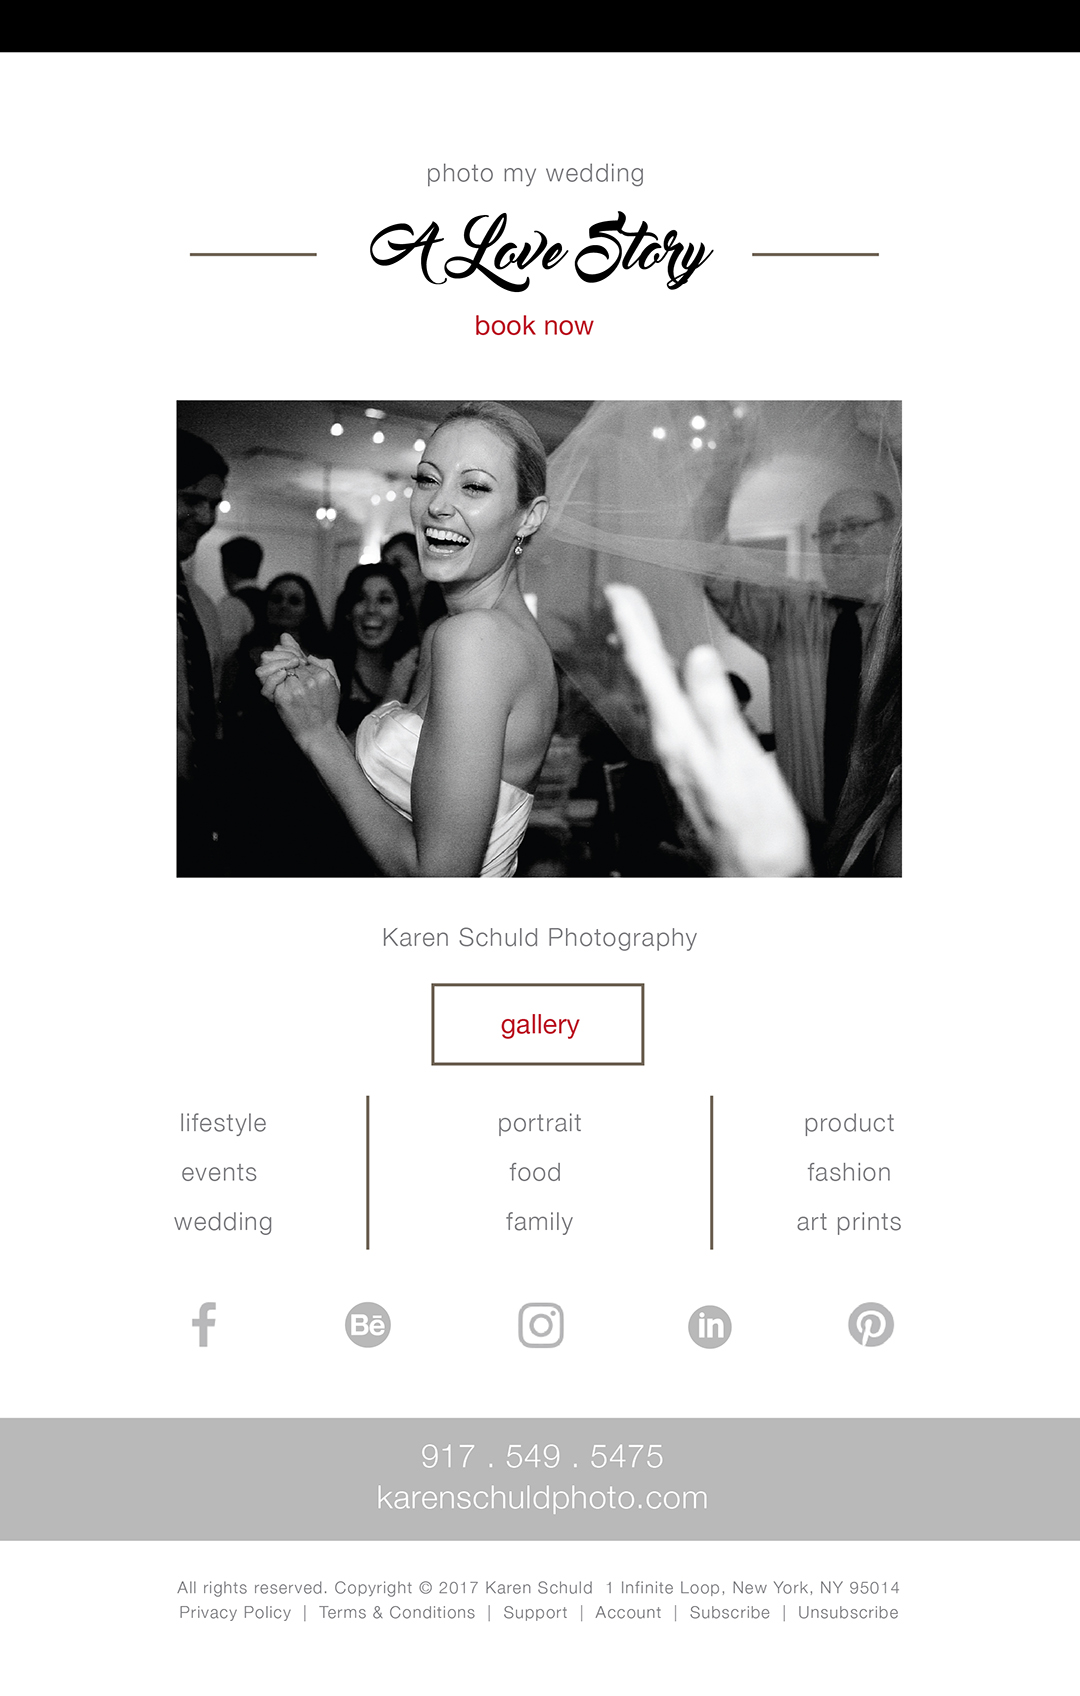 photo my wedding
A Love Story
book now
Karen Schuld Photography
gallery
lifestyle portrait product
events food fashion
wedding family art prints
f Bē in
917 . 549 . 5475
karenschuldphoto.com
All rights reserved. Copyright © 2017 Karen Schuld 1 Infinite Loop, New York, NY 95014
Privacy Policy | Terms & Conditions | Support | Account | Subscribe | Unsubscribe